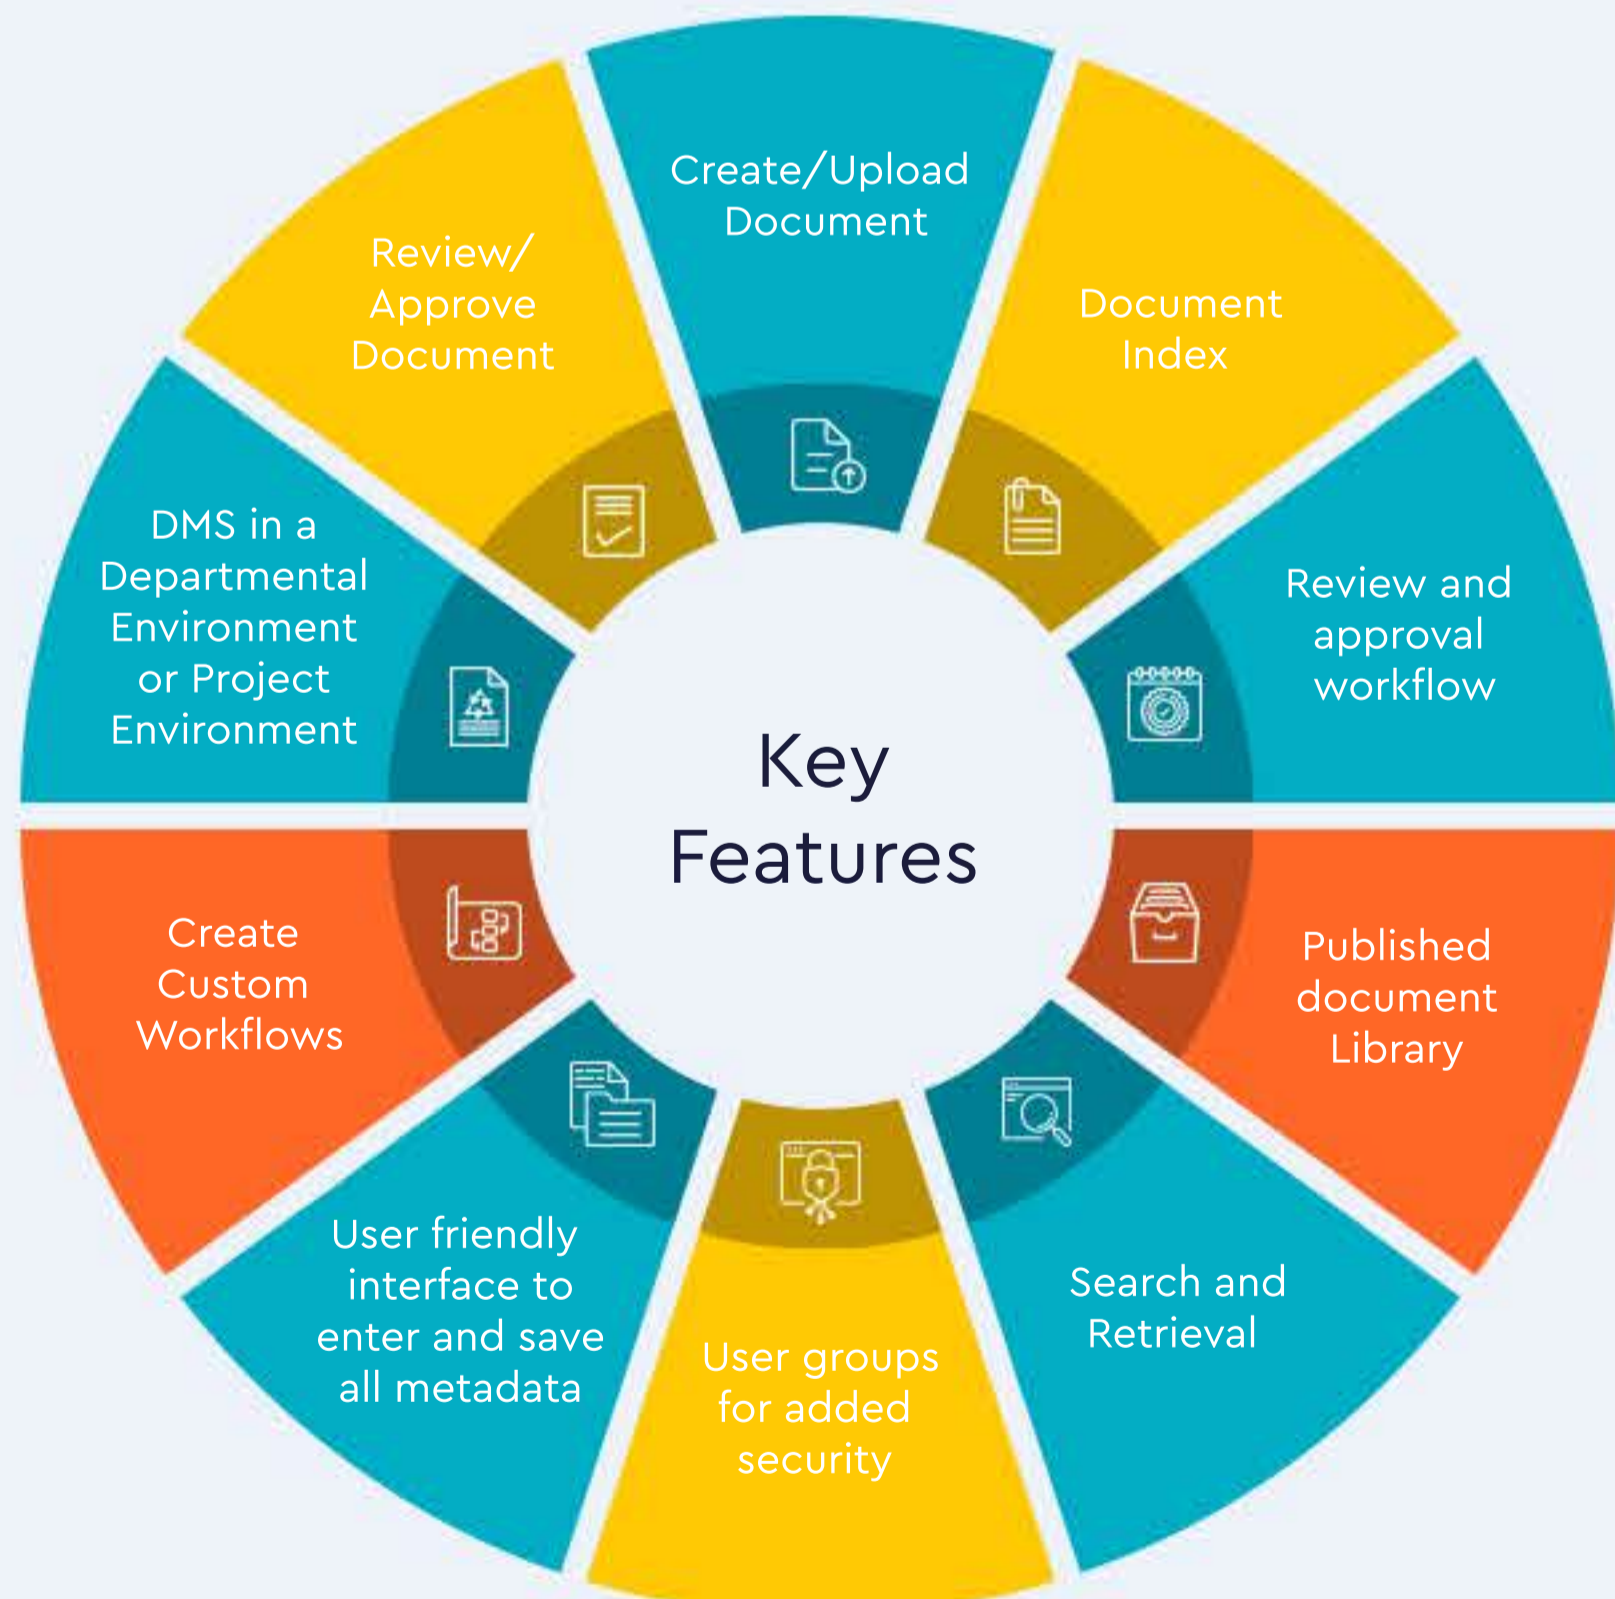 Key
Features
Create/Upload
Document
Document
Index
Review and
approval
workflow
Published
document
Library
Search and
Retrieval
User groups
for added
security
User friendly
interface to
enter and save
all metadata
Create
Custom
Workflows
DMS in a
Departmental
Environment
or Project
Environment
Review/
Approve
Document